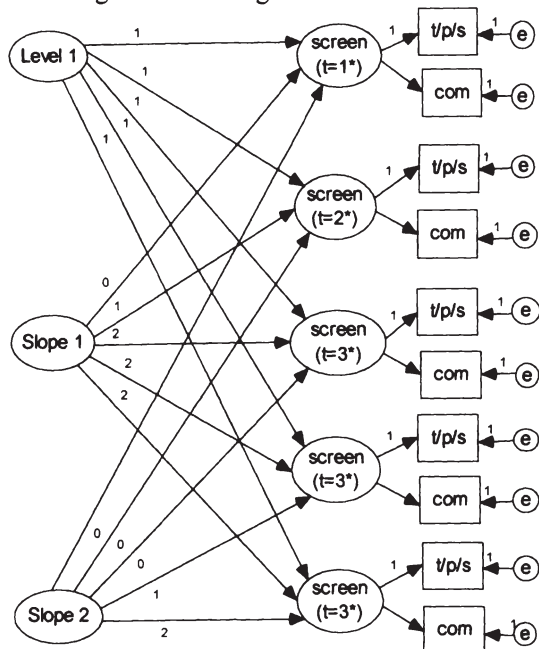 Level 1
1
1
1
1
1
screen
(t=1*)
1
t/p/s
1
e
com
1
e
screen
(t=2*)
1
t/p/s
1
e
com
1
e
Slope 1
0
1
2
2
2
screen
(t=3*)
1
t/p/s
1
e
com
1
e
screen
(t=3*)
1
t/p/s
1
e
com
1
e
Slope 2
0
0
0
1
2
screen
(t=3*)
1
t/p/s
1
e
com
1
e